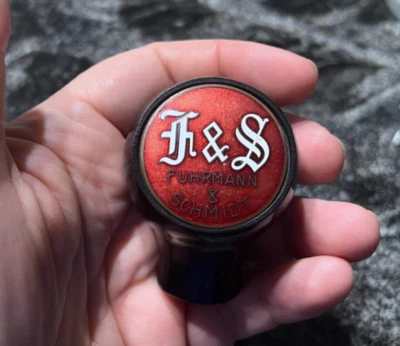 F & S
FUHRMANN
&
SCHMIDT